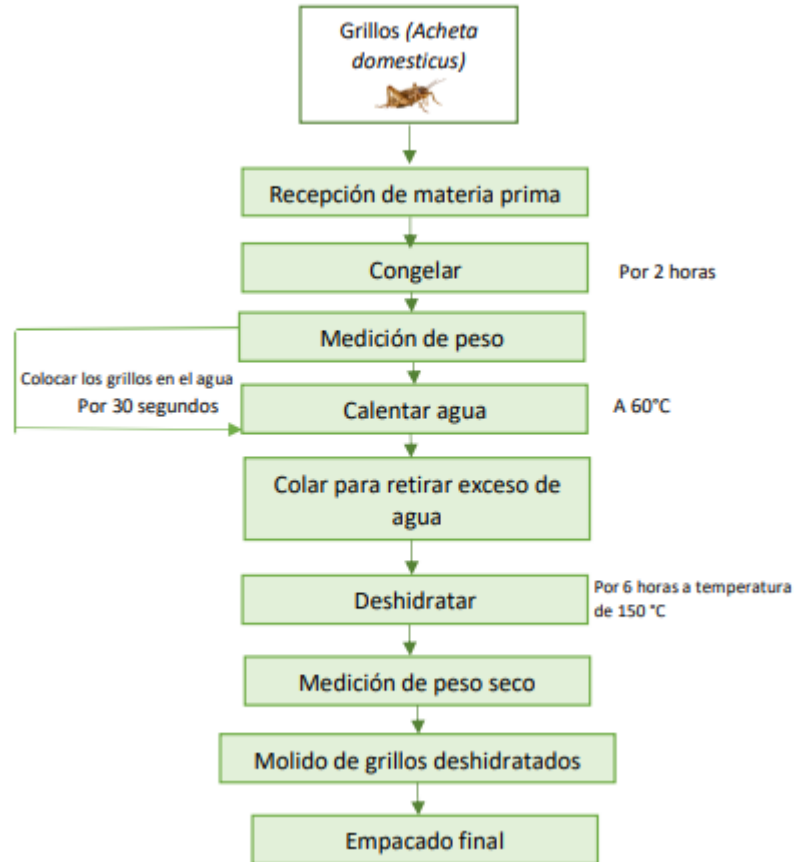 Grillos (Acheta
domesticus)
Recepción de materia prima
Congelar
Por 2 horas
Medición de peso
Colocar los grillos en el agua
Por 30 segundos
Calentar agua
A 60°C
Colar para retirar exceso de
agua
Deshidratar
Por 6 horas a temperatura
de 150 °C
Medición de peso seco
Molido de grillos deshidratados
Empacado final